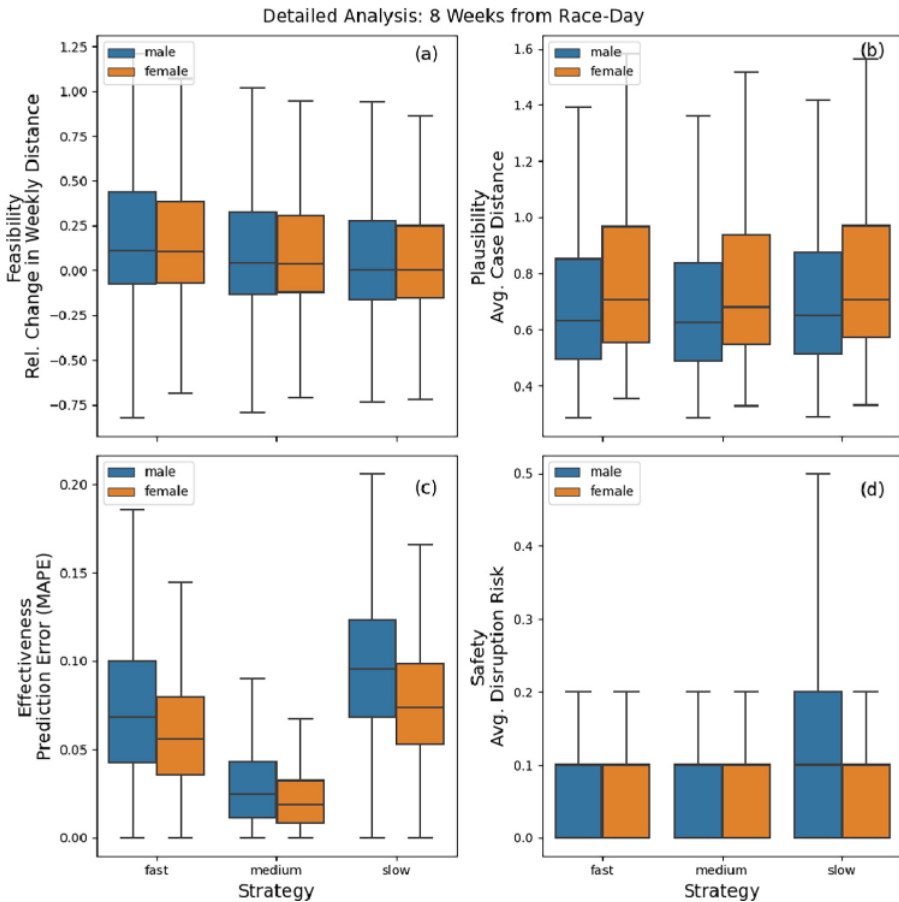 Detailed Analysis: 8 Weeks from Race-Day
male
female
(a)
1.25
1.00
0.75
0.50
0.25
0.00
−0.25
−0.50
−0.75
Feasibility
Rel. Change in Weekly Distance
male
female
(b)
1.6
1.4
1.2
1.0
0.8
0.6
0.4
Plausibility
Avg. Case Distance
male
female
(c)
0.20
0.15
0.10
0.05
0.00
Effectiveness
Prediction Error (MAPE)
fast
medium
slow
Strategy
male
female
(d)
0.5
0.4
0.3
0.2
0.1
0.0
Safety
Avg. Disruption Risk
fast
medium
slow
Strategy